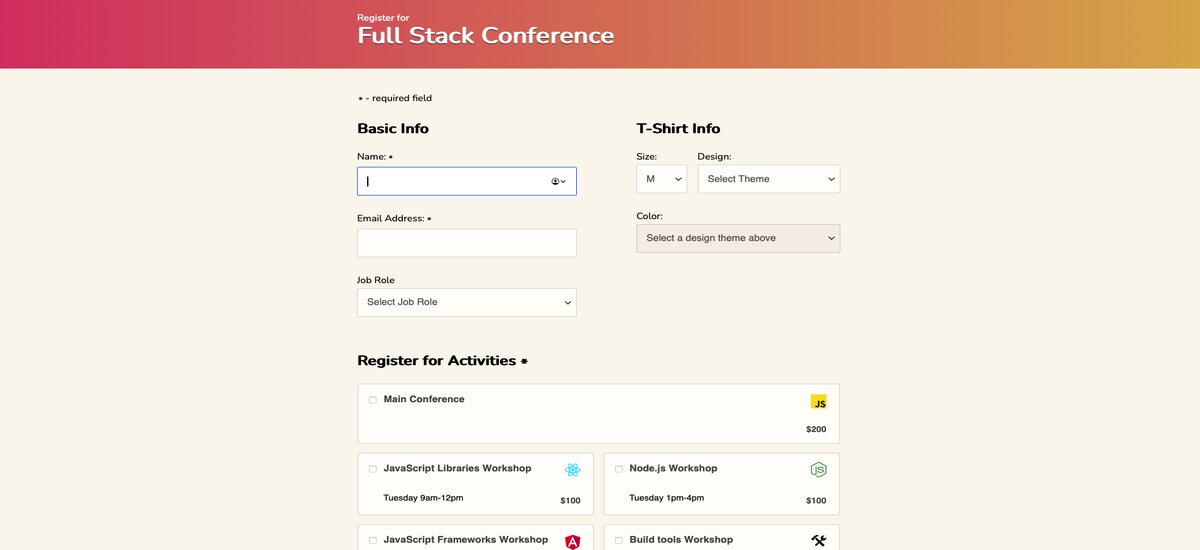 Register for
Full Stack Conference
* - required field
Basic Info
Name: *
Email Address: *
Job Role
Select Job Role
T-Shirt Info
Size:
Design:
M
Select Theme
Color:
Select a design theme above
Register for Activities *
Main Conference
JS
$200
JavaScript Libraries Workshop
Tuesday 9am-12pm
$100
Node.js Workshop
JS
Tuesday 1pm-4pm
$100
JavaScript Frameworks Workshop
A
Build tools Workshop